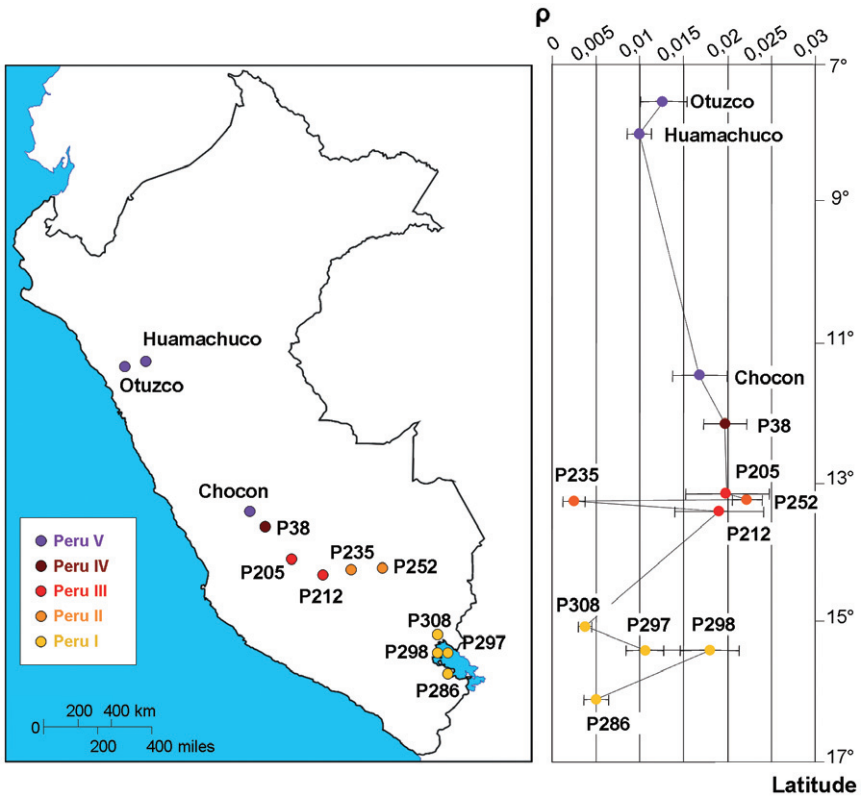 ρ
0 0,005 0,01 0,015 0,02 0,025 0,03
7°
Otuzco
Huamachuco
9°
11°
Huamachuco
Otuzco
Chocon
P38
Chocon
P38
P205
P212
P235
P252
13°
P235
P205
P252
P212
Peru V
Peru IV
Peru III
Peru II
Peru I
P308
P298
P297
P286
P308
P297
P298
P286
15°
200 400 km
0
200 400 miles
17°
Latitude